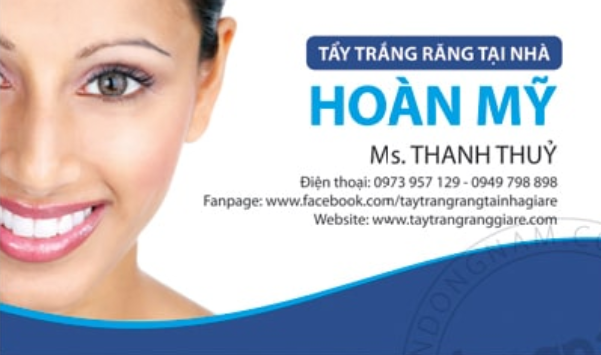 TẨY TRẮNG RĂNG TẠI NHÀ
HOÀN MỸ
Ms. THANH THUỶ
Điện thoại: 0973 957 129 - 0949 798 898
Fanpage: www.facebook.com/taytrangrangtainhagiare
Website: www.taytrangranggiare.com